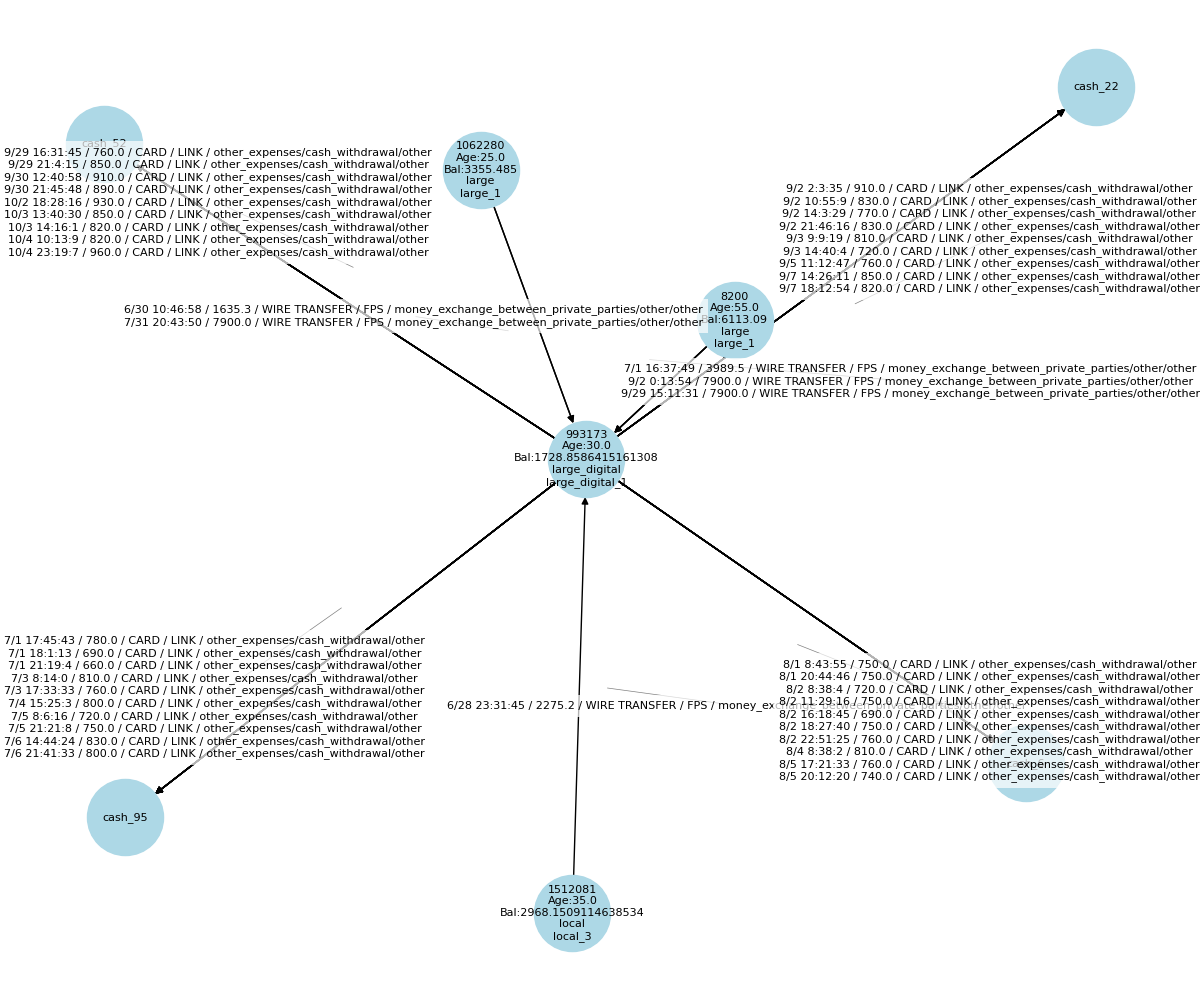 cash_22
cash_52
9/29 16:31:45 / 760.0 / CARD / LINK / other_expenses/cash_withdrawal/other
9/29 21:4:15 / 850.0 / CARD / LINK / other_expenses/cash_withdrawal/other
9/30 12:40:58 / 910.0 / CARD / LINK / other_expenses/cash_withdrawal/other
9/30 21:45:48 / 890.0 / CARD / LINK / other_expenses/cash_withdrawal/other
10/2 18:28:16 / 930.0 / CARD / LINK / other_expenses/cash_withdrawal/other
10/3 13:40:30 / 850.0 / CARD / LINK / other_expenses/cash_withdrawal/other
10/3 14:16:1 / 820.0 / CARD / LINK / other_expenses/cash_withdrawal/other
10/4 10:13:9 / 820.0 / CARD / LINK / other_expenses/cash_withdrawal/other
10/4 23:19:7 / 960.0 / CARD / LINK / other_expenses/cash_withdrawal/other
1062280
Age:25.0
Bal:3355.485
large
large_1
9/2 2:3:35 / 910.0 / CARD / LINK / other_expenses/cash_withdrawal/other
9/2 10:55:9 / 830.0 / CARD / LINK / other_expenses/cash_withdrawal/other
9/2 14:3:29 / 770.0 / CARD / LINK / other_expenses/cash_withdrawal/other
9/2 21:46:16 / 830.0 / CARD / LINK / other_expenses/cash_withdrawal/other
9/3 9:9:19 / 810.0 / CARD / LINK / other_expenses/cash_withdrawal/other
9/3 14:40:4 / 720.0 / CARD / LINK / other_expenses/cash_withdrawal/other
9/5 11:12:47 / 760.0 / CARD / LINK / other_expenses/cash_withdrawal/other
9/7 14:26:11 / 850.0 / CARD / LINK / other_expenses/cash_withdrawal/other
9/7 18:12:54 / 820.0 / CARD / LINK / other_expenses/cash_withdrawal/other
6/30 10:46:58 / 1635.3 / WIRE TRANSFER / FPS / money_exchange_between_private_parties/other/other
7/31 20:43:50 / 7900.0 / WIRE TRANSFER / FPS / money_exchange_between_private_parties/other/other
8200
Age:55.0
Bal:6113.09
large
large_1
7/1 16:37:49 / 3989.5 / WIRE TRANSFER / FPS / money_exchange_between_private_parties/other/other
9/2 0:13:54 / 7900.0 / WIRE TRANSFER / FPS / money_exchange_between_private_parties/other/other
9/29 15:11:31 / 7900.0 / WIRE TRANSFER / FPS / money_exchange_between_private_parties/other/other
993173
Age:30.0
Bal:1728.8586415161308
large_digital
large_digital_1
7/1 17:45:43 / 780.0 / CARD / LINK / other_expenses/cash_withdrawal/other
7/1 18:1:13 / 690.0 / CARD / LINK / other_expenses/cash_withdrawal/other
7/1 21:19:4 / 660.0 / CARD / LINK / other_expenses/cash_withdrawal/other
7/3 8:14:0 / 810.0 / CARD / LINK / other_expenses/cash_withdrawal/other
7/3 17:33:33 / 760.0 / CARD / LINK / other_expenses/cash_withdrawal/other
7/4 15:25:3 / 800.0 / CARD / LINK / other_expenses/cash_withdrawal/other
7/5 8:6:16 / 720.0 / CARD / LINK / other_expenses/cash_withdrawal/other
7/5 21:21:8 / 750.0 / CARD / LINK / other_expenses/cash_withdrawal/other
7/6 14:44:24 / 830.0 / CARD / LINK / other_expenses/cash_withdrawal/other
7/6 21:41:33 / 800.0 / CARD / LINK / other_expenses/cash_withdrawal/other
6/28 23:31:45 / 2275.2 / WIRE TRANSFER / FPS /
8/1 8:43:55 / 750.0 / CARD / LINK / other_expenses/cash_withdrawal/other
8/1 20:44:46 / 750.0 / CARD / LINK / other_expenses/cash_withdrawal/other
8/2 8:38:4 / 720.0 / CARD / LINK / other_expenses/cash_withdrawal/other
8/2 11:29:13 / 750.0 / CARD / LINK / other_expenses/cash_withdrawal/other
8/2 16:18:45 / 690.0 / CARD / LINK / other_expenses/cash_withdrawal/other
8/2 18:27:40 / 750.0 / CARD / LINK / other_expenses/cash_withdrawal/other
8/2 22:51:25 / 760.0 / CARD / LINK / other_expenses/cash_withdrawal/other
8/4 8:38:2 / 810.0 / CARD / LINK / other_expenses/cash_withdrawal/other
8/5 17:21:33 / 760.0 / CARD / LINK / other_expenses/cash_withdrawal/other
8/5 20:12:20 / 740.0 / CARD / LINK / other_expenses/cash_withdrawal/other
cash_95
1512081
Age:35.0
Bal:2968.1509114638534
local
local_3